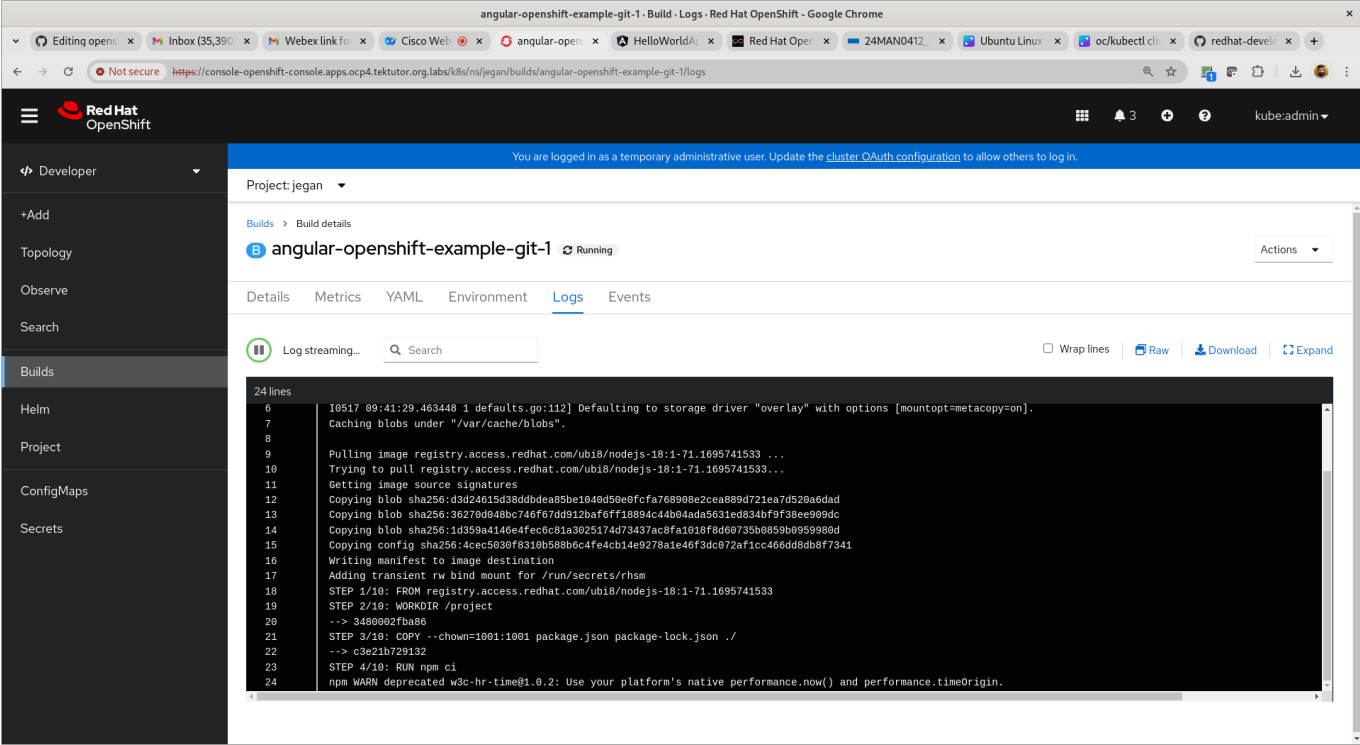 angular-openshift-example-git-1 · Build · Logs · Red Hat OpenShift - Google Chrome
Editing opens
Inbox (35,390
Webex link fo
Cisco Web
angular-open
HelloWorldA
Red Hat Open
24MAN0412_
Ubuntu Linux
oc/kubectl cli
redhat-devel
Not secure https://console-openshift-console.apps.ocp4.tektutor.org.labs/k8s/ns/jegan/builds/angular-openshift-example-git-1/logs
1
Red Hat
OpenShift
3
kube:admin
You are logged in as a temporary administrative user. Update the cluster OAuth configuration to allow others to log in.
</> Developer
Project: jegan
+Add
Topology
Observe
Search
Builds
Helm
Project
ConfigMaps
Secrets
Builds > Build details
B angular-openshift-example-git-1 Running
Actions
Details Metrics YAML Environment Logs Events
Log streaming... Search
Wrap lines Raw Download Expand
24 lines
6 I0517 09:41:29.463448 1 defaults.go:112] Defaulting to storage driver "overlay" with options [mountopt=metacopy=on].
7 Caching blobs under "/var/cache/blobs".
8
9 Pulling image registry.access.redhat.com/ubi8/nodejs-18:1-71.1695741533 ...
10 Trying to pull registry.access.redhat.com/ubi8/nodejs-18:1-71.1695741533...
11 Getting image source signatures
12 Copying blob sha256:d3d24615d38ddbdea85be1040d50e0fcfa768908e2cea889d721ea7d520a6dad
13 Copying blob sha256:36270d048bc746f67dd912baf6ff18894c44b04ada5631ed834bf9f38ee909dc
14 Copying blob sha256:1d359a4146e4fec6c81a3025174d73437ac8fa1018f8d60735b0859b0959980d
15 Copying config sha256:4cec5030f8310b588b6c4fe4cb14e9278a1e46f3dc072af1cc466dd8db8f7341
16 Writing manifest to image destination
17 Adding transient rw bind mount for /run/secrets/rhsm
18 STEP 1/10: FROM registry.access.redhat.com/ubi8/nodejs-18:1-71.1695741533
19 STEP 2/10: WORKDIR /project
20 --> 3480002fba86
21 STEP 3/10: COPY --chown=1001:1001 package.json package-lock.json ./
22 --> c3e21b729132
23 STEP 4/10: RUN npm ci
24 npm WARN deprecated w3c-hr-time@1.0.2: Use your platform's native performance.now() and performance.timeOrigin.